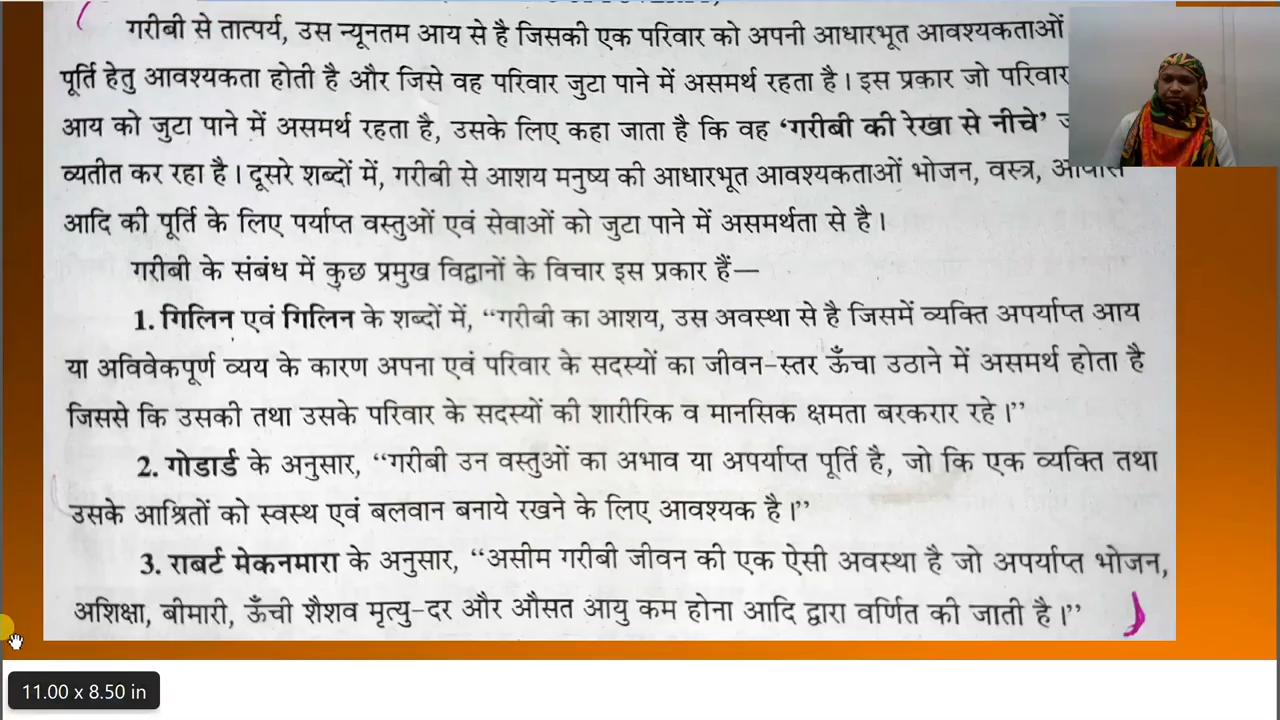 गरीबी से तात्पर्य, उस न्यूनतम आय से है जिसकी एक परिवार को अपनी आधारभूत आवश्यकताओं
पूर्ति हेतु आवश्यकता होती है और जिसे वह परिवार जुटा पाने में असमर्थ रहता है। इस प्रकार जो परिवार
आय को जुटा पाने में असमर्थ रहता है, उसके लिए कहा जाता है कि वह ‘गरीबी की रेखा से नीचे’
व्यतीत कर रहा है। दूसरे शब्दों में, गरीबी से आशय मनुष्य की आधारभूत आवश्यकताओं भोजन, वस्त्र,
आदि की पूर्ति के लिए पर्याप्त वस्तुओं एवं सेवाओं को जुटा पाने में असमर्थता से है।
गरीबी के संबंध में कुछ प्रमुख विद्वानों के विचार इस प्रकार हैं—
1. गिलिन एवं गिलिन के शब्दों में, “गरीबी का आशय, उस अवस्था से है जिसमें व्यक्ति अपर्याप्त आय
या अविवेकपूर्ण व्यय के कारण अपना एवं परिवार के सदस्यों का जीवन-स्तर ऊँचा उठाने में असमर्थ होता है
जिससे कि उसकी तथा उसके परिवार के सदस्यों की शारीरिक व मानसिक क्षमता बरकरार रहे।”
2. गोडार्ड के अनुसार, “गरीबी उन वस्तुओं का अभाव या अपर्याप्त पूर्ति है, जो कि एक व्यक्ति तथा
उसके आश्रितों को स्वस्थ एवं बलवान बनाये रखने के लिए आवश्यक है।”
3. राबर्ट मेकनमारा के अनुसार, “असीम गरीबी जीवन की एक ऐसी अवस्था है जो अपर्याप्त भोजन,
अशिक्षा, बीमारी, ऊँची शैशव मृत्यु-दर और औसत आयु कम होना आदि द्वारा वर्णित की जाती है।”
11.00 x 8.50 in